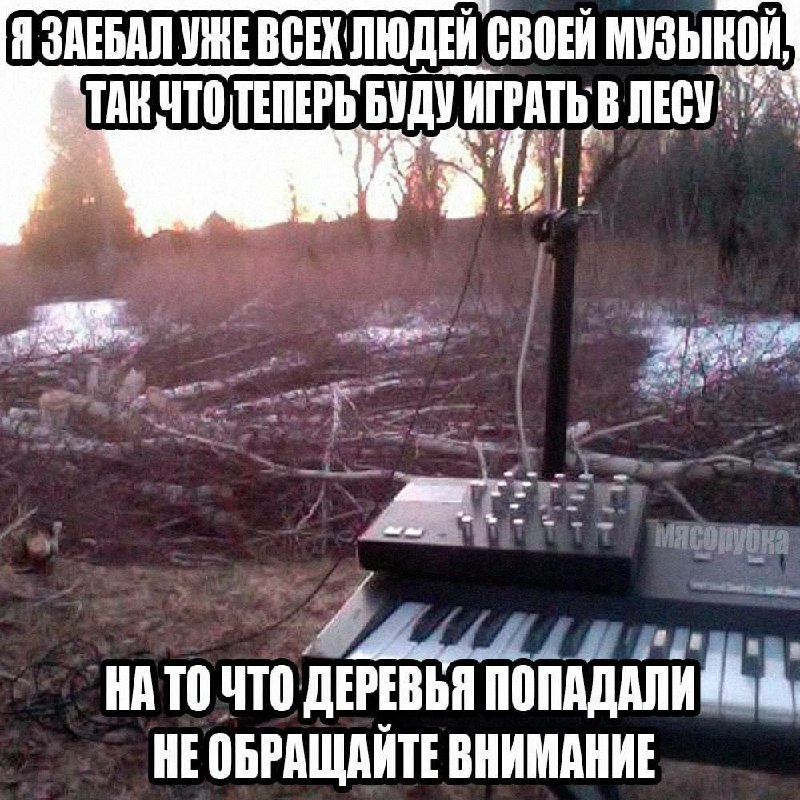 Я ЗАЕБАЛ УЖЕ ВСЕХ ЛЮДЕЙ СВОЕЙ МУЗЫКОЙ,
ТАК ЧТО ТЕПЕРЬ БУДУ ИГРАТЬ В ЛЕСУ
мясорубка
НА ТО ЧТО ДЕРЕВЬЯ ПОПАДАЛИ
НЕ ОБРАЩАЙТЕ ВНИМАНИЕ